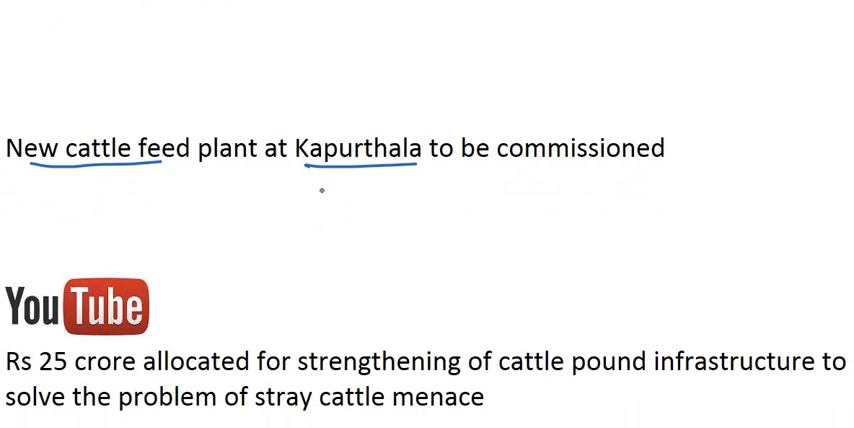 New cattle feed plant at Kapurthala to be commissioned
YouTube
Rs 25 crore allocated for strengthening of cattle pound infrastructure to
solve the problem of stray cattle menace